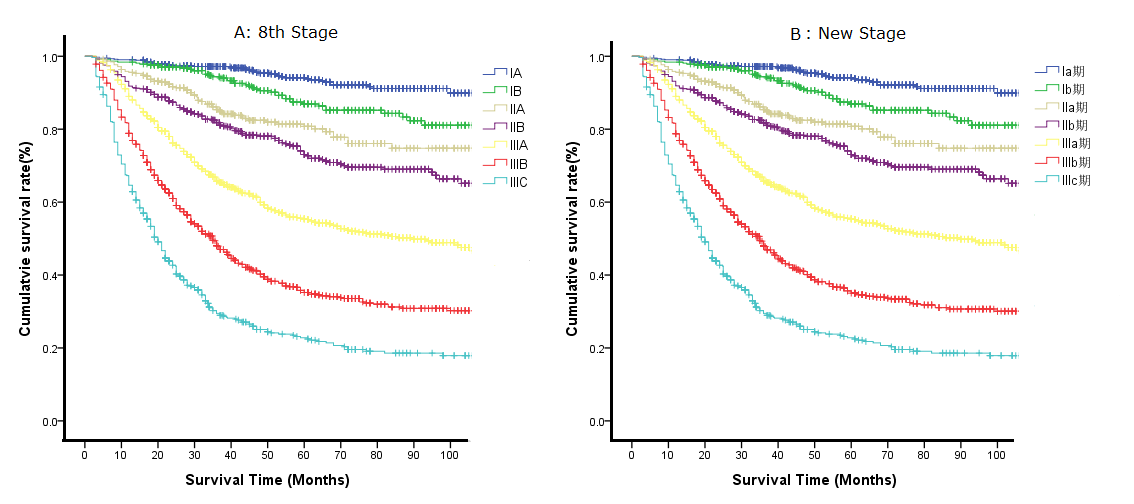 A: 8th Stage
Cumulatvie survival rate(%)
1.0
0.8
0.6
0.4
0.2
0.0
0 10 20 30 40 50 60 70 80 90 100
Survival Time (Months)
IA
IB
IIA
IIB
IIIA
IIIB
IIIC
B : New Stage
Cumulative survival rate(%)
1.0
0.8
0.6
0.4
0.2
0.0
0 10 20 30 40 50 60 70 80 90 100
Survival Time (Months)
Ia期
Ib期
IIa期
IIb期
IIIa期
IIIb期
IIIc期